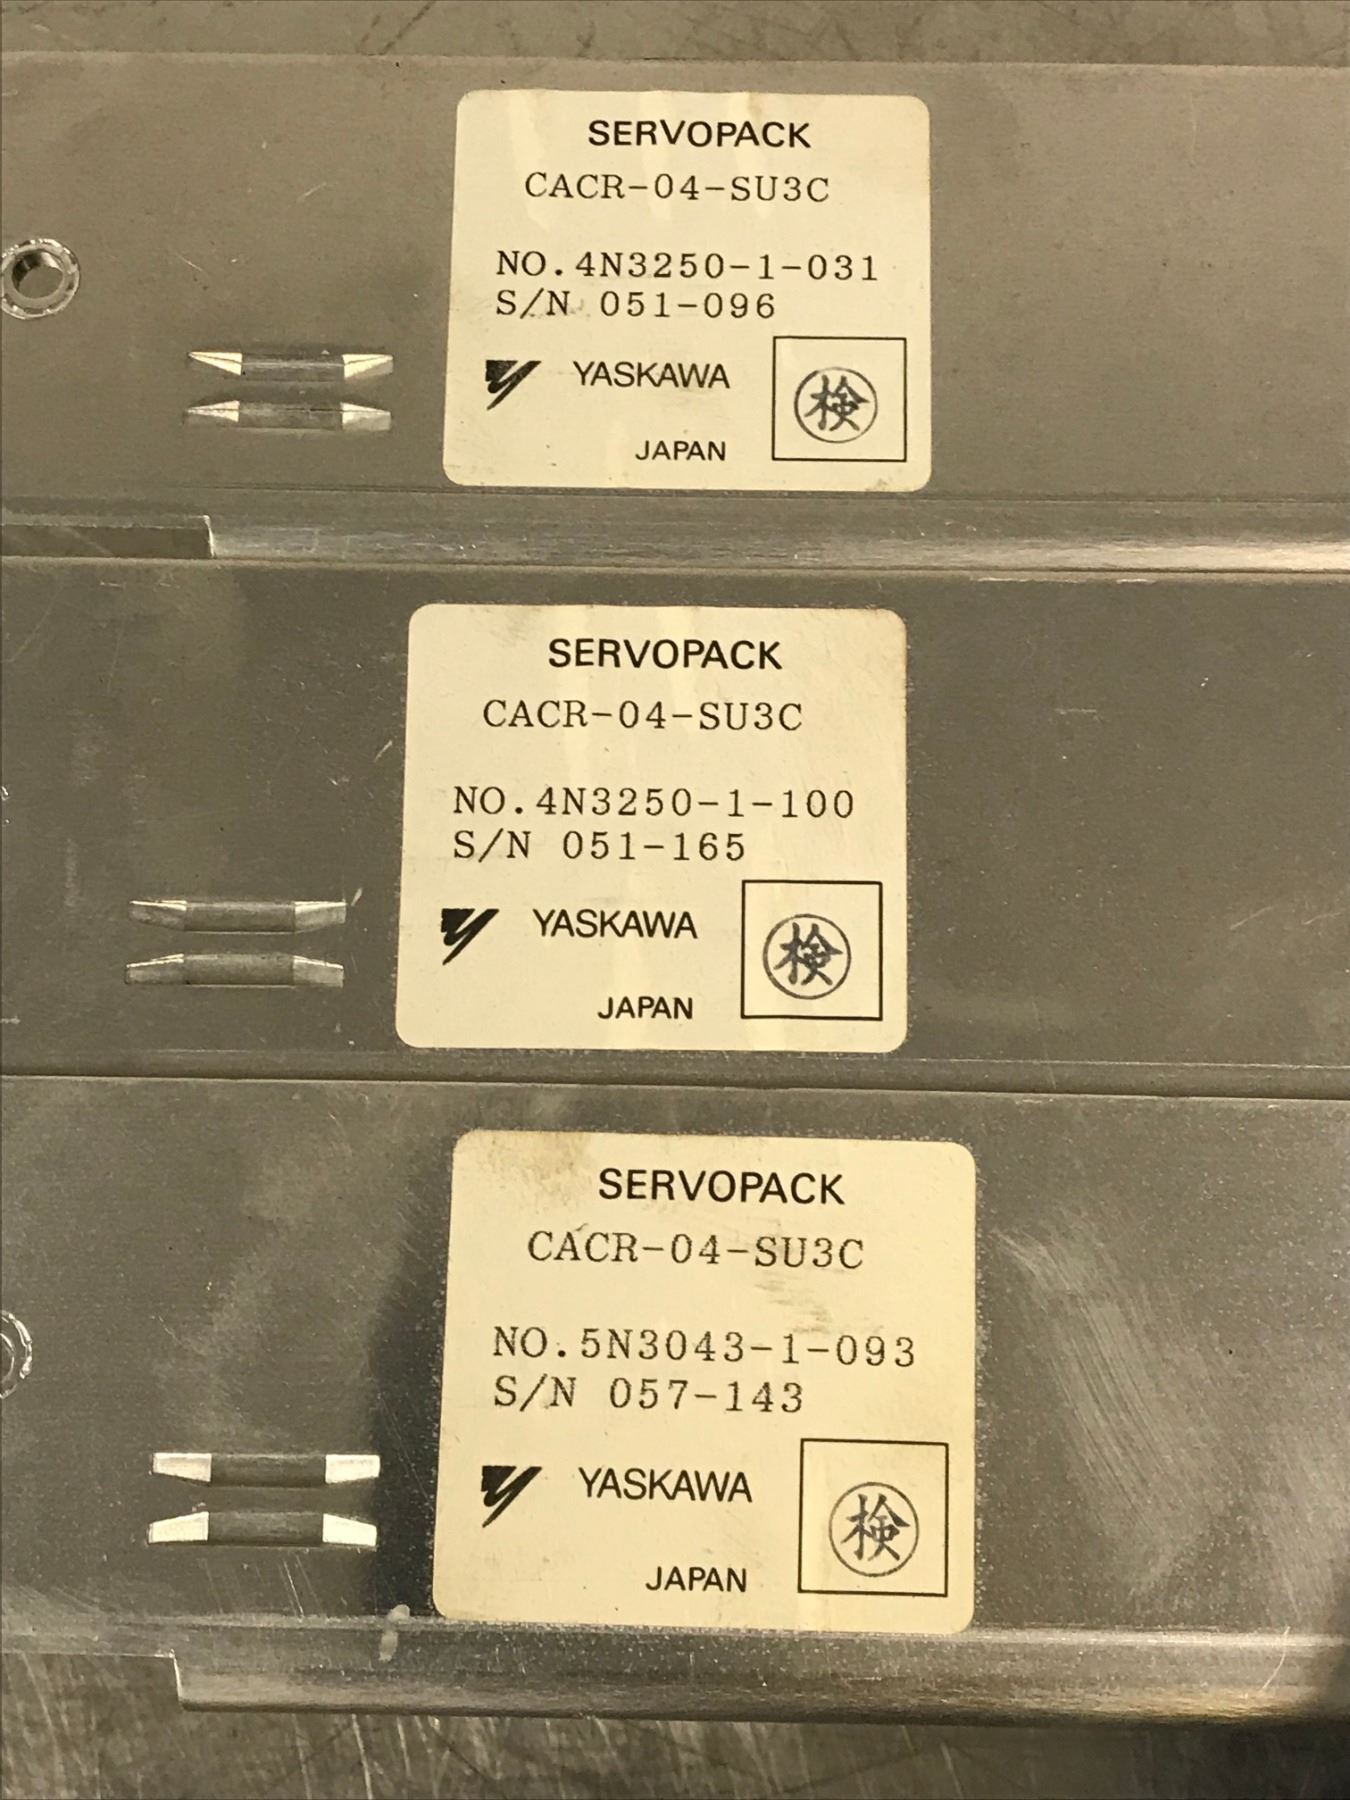 SERVOPACK
CACR-04-SU3C
NO.4N3250-1-031
S/N 051-096
YASKAWA
検
JAPAN
SERVOPACK
CACR-04-SU3C
NO.4N3250-1-100
S/N 051-165
YASKAWA
検
JAPAN
SERVOPACK
CACR-04-SU3C
NO.5N3043-1-093
S/N 057-143
YASKAWA
検
JAPAN